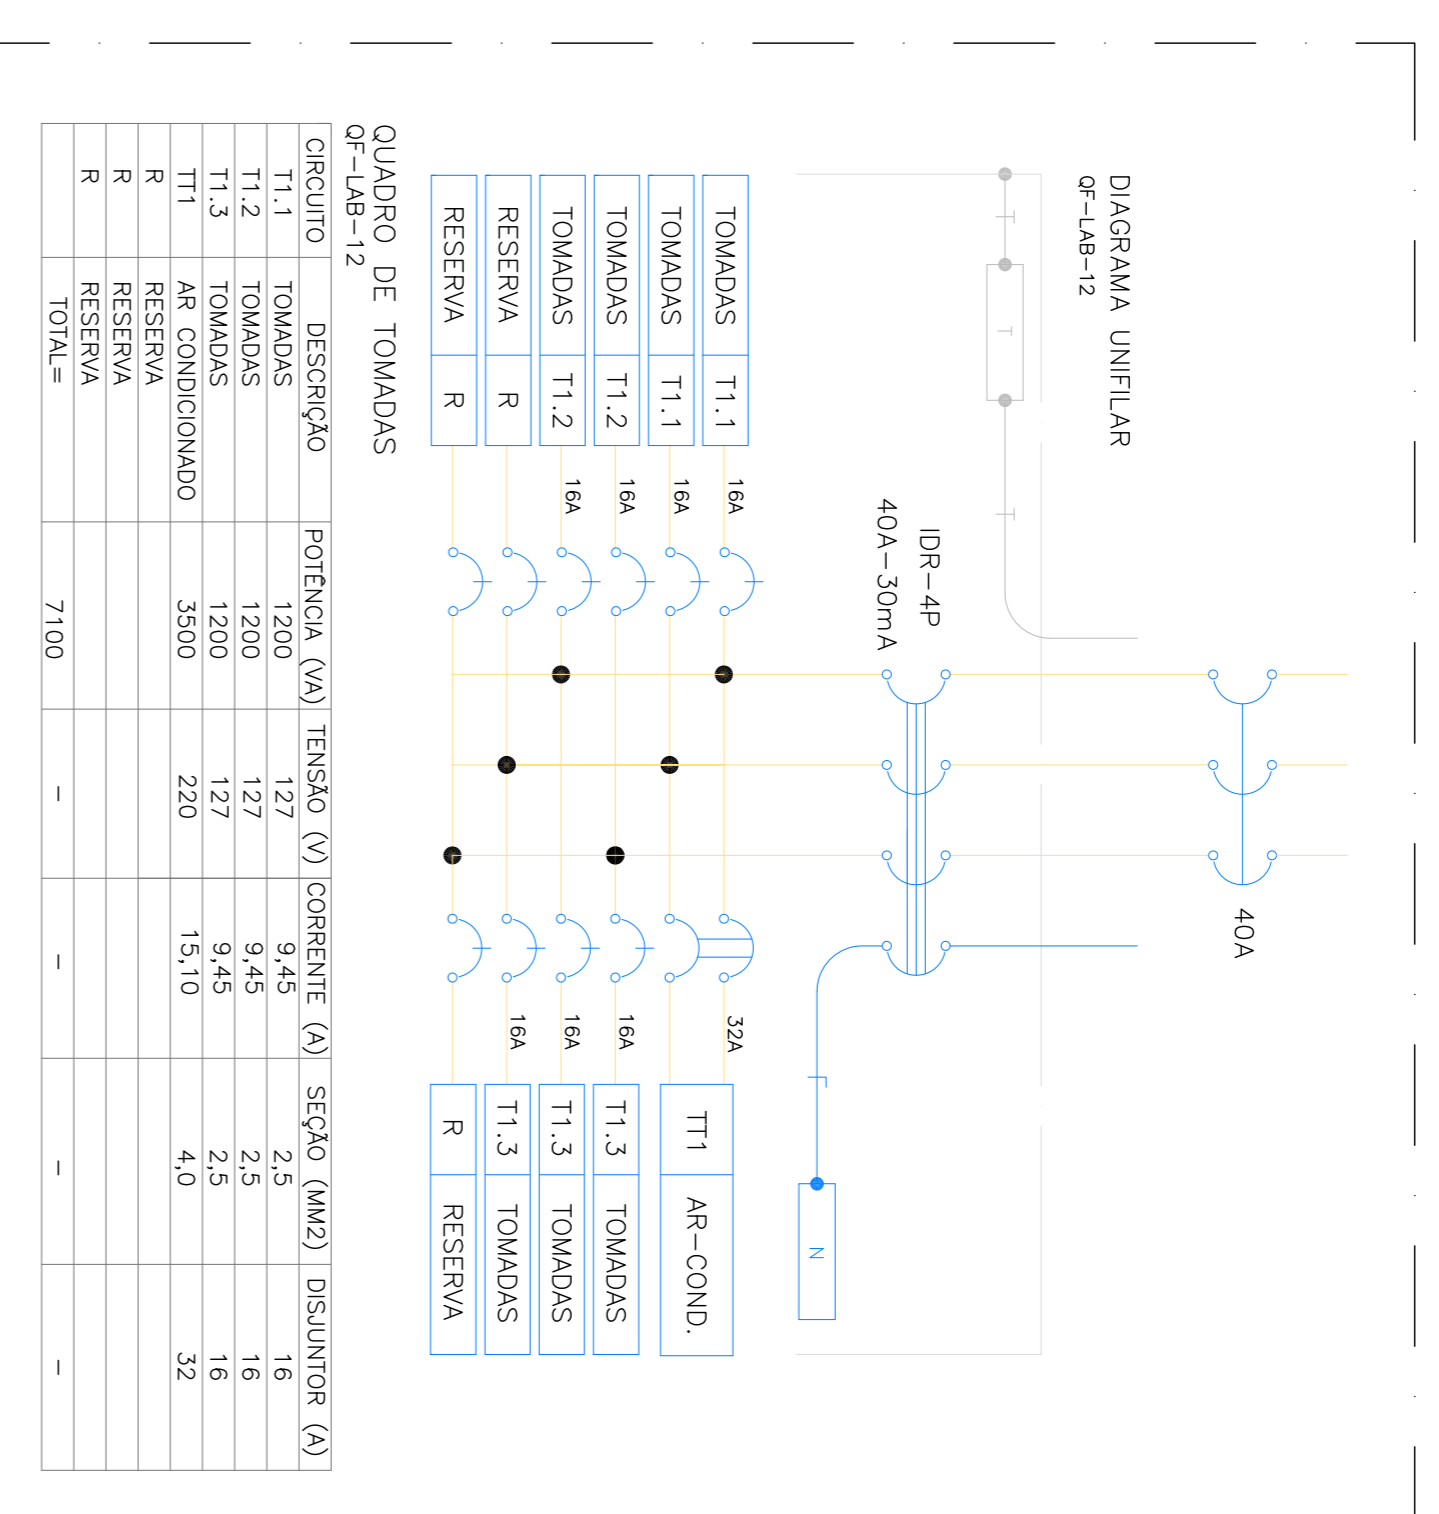 DIAGRAMA UNIFILAR
QF-LAB-12
T
T
T
40A
IDR-4P
40A-30mA
N
TOMADAS T1.1 16A 32A TT1 AR-COND.
TOMADAS T1.1 16A
TOMADAS T1.2 16A 16A T1.3 TOMADAS
TOMADAS T1.2 16A 16A T1.3 TOMADAS
RESERVA R 16A T1.3 TOMADAS
RESERVA R R RESERVA
QUADRO DE TOMADAS
QF-LAB-12
CIRCUITO DESCRIÇÃO POTÊNCIA (VA) TENSÃO (V) CORRENTE (A) SEÇÃO (MM2) DISJUNTOR (A)
T1.1 TOMADAS 1200 127 9,45 2,5 16
T1.2 TOMADAS 1200 127 9,45 2,5 16
T1.3 TOMADAS 1200 127 9,45 2,5 16
TT1 AR CONDICIONADO 3500 220 15,10 4,0 32
R RESERVA
R RESERVA
R RESERVA
TOTAL= 7100 - - - -